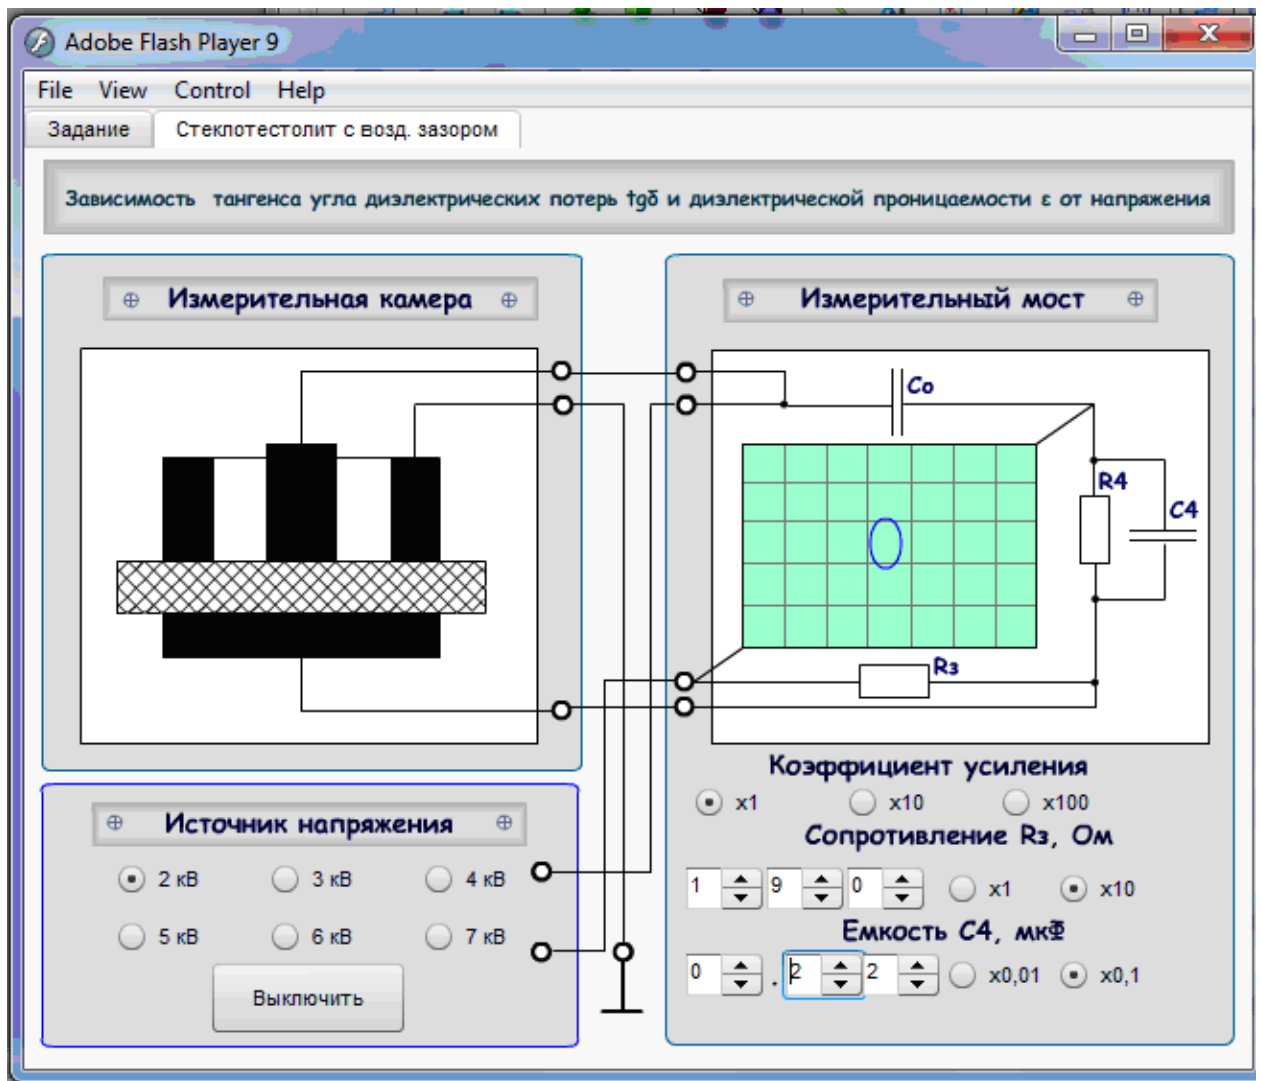 Adobe Flash Player 9
File View Control Help
Задание Стеклотестолит с возд. зазором
Зависимость тангенса угла диэлектрических потерь tgδ и диэлектрической проницаемости ε от напряжения
Измерительная камера
Измерительный мост
Co
R4
C4
Rз
Коэффициент усиления
x1 x10 x100
Сопротивление Rз, Ом
1 9 0 x1 x10
Емкость C4, мкФ
0 . 2 2 x0,01 x0,1
Источник напряжения
2 кВ 3 кВ 4 кВ
5 кВ 6 кВ 7 кВ
Выключить